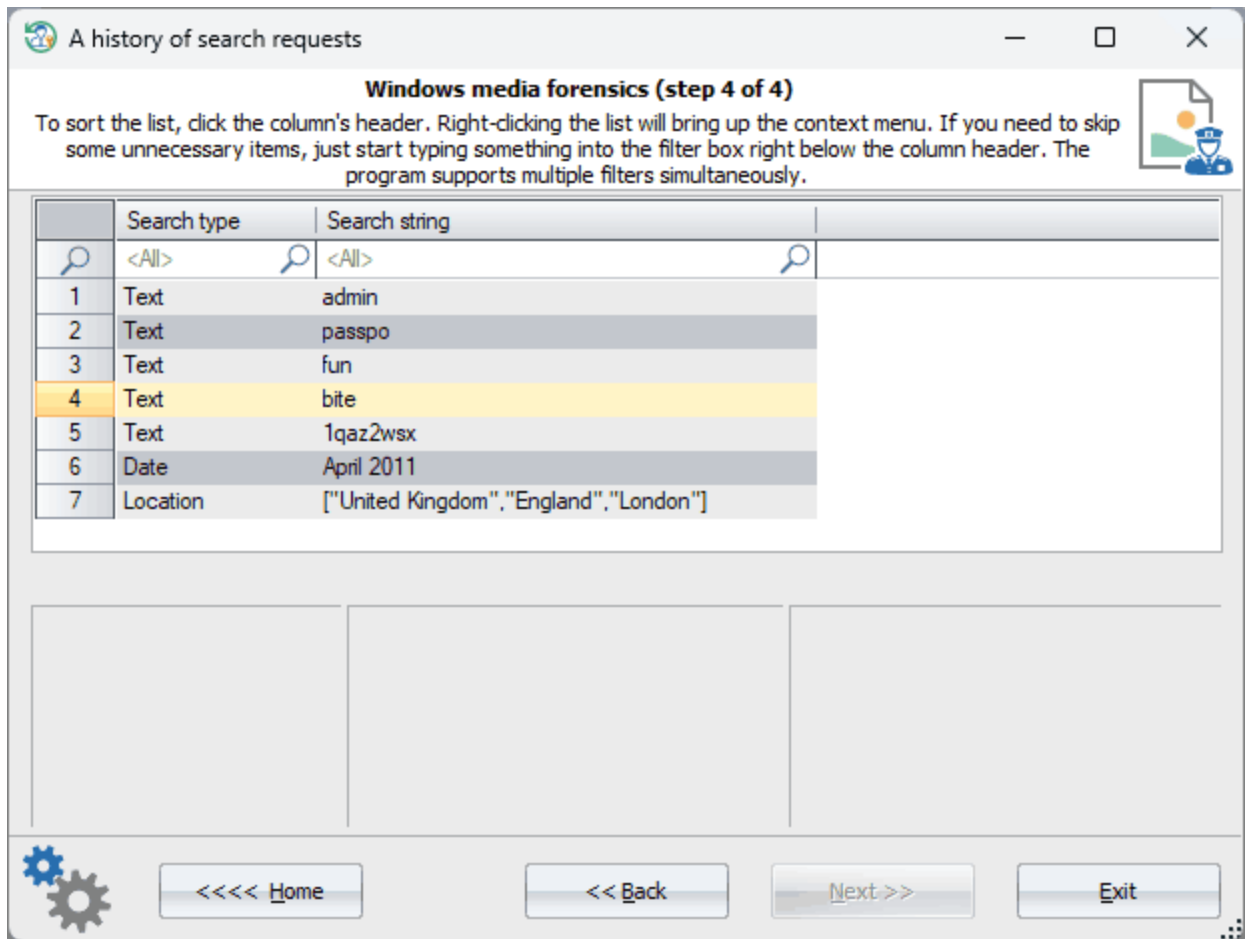 A history of search requests
Windows media forensics (step 4 of 4)
To sort the list, click the column's header. Right-clicking the list will bring up the context menu. If you need to skip
some unnecessary items, just start typing something into the filter box right below the column header. The
program supports multiple filters simultaneously.
Search type Search string
<All> <All>
1 Text admin
2 Text passpo
3 Text fun
4 Text bite
5 Text 1qaz2wsx
6 Date April 2011
7 Location ["United Kingdom","England","London"]
<<<< Home << Back Next >> Exit